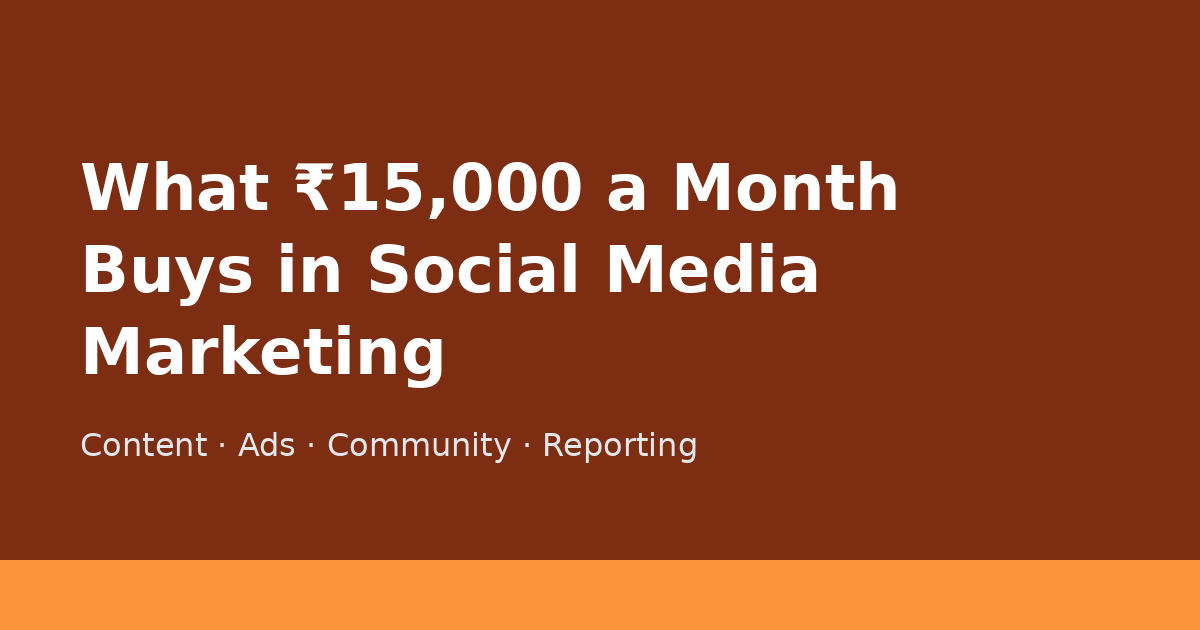 What ₹15,000 a Month
Buys in Social Media
Marketing
Content · Ads · Community · Reporting